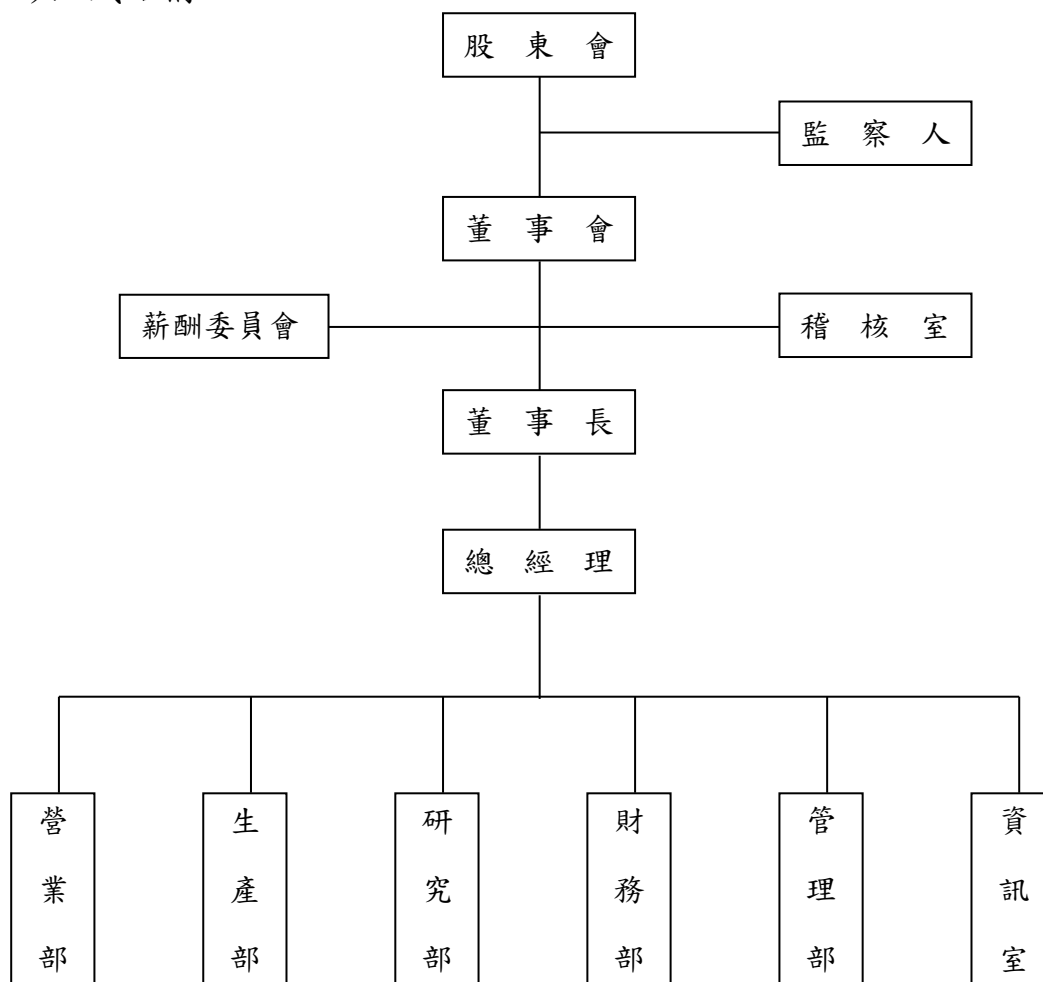 股東會
監察人
董事會
薪酬委員會
稽核室
董事長
總經理
營業部
生產部
研究部
財務部
管理部
資訊室